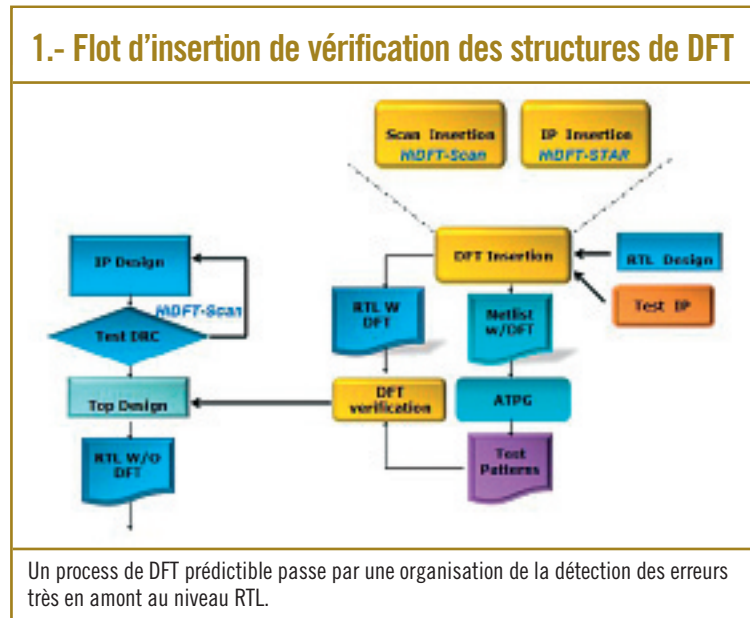 1.- Flot d'insertion de vérification des structures de DFT
Scan Insertion
HiDFT-Scan
IP Insertion
HiDFT-STAR
IP Design
HiDFT-Scan
Test DRC
Top Design
RTL W/O
DFT
DFT Insertion
RTL Design
Test IP
RTL W
DFT
Netlist
w/DFT
DFT
verification
ATPG
Test
Patterns
Un process de DFT prédictible passe par une organisation de la détection des erreurs
très en amont au niveau RTL.